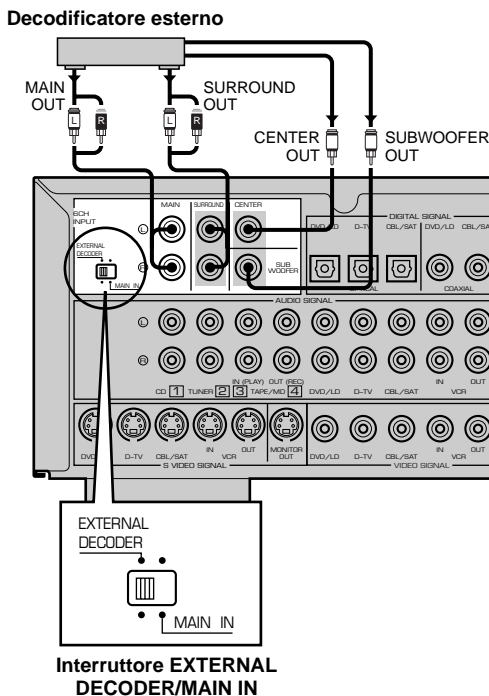 Decodificatore esterno
MAIN OUT
SURROUND OUT
L R L R
CENTER OUT
SUBWOOFER OUT
6CH INPUT
MAIN SURROUND CENTER
L
R
SUB WOOFER
EXTERNAL DECODER
MAIN IN
DIGITAL SIGNAL
DVD/LD D-TV CBL/SAT DVD/LD
OPTICAL COAXIAL
AUDIO SIGNAL
L
R
IN (PLAY) OUT (REC) IN OUT
CD 1 TUNER 2 3 TAPE/MD 4 DVD/LD D-TV CBL/SAT VCR
IN OUT MONITOR OUT IN OUT
D-TV CBL/SAT VCR DVD/LD D-TV CBL/SAT VCR
S VIDEO SIGNAL VIDEO SIGNAL
EXTERNAL
DECODER
MAIN IN
Interruttore EXTERNAL
DECODER/MAIN IN